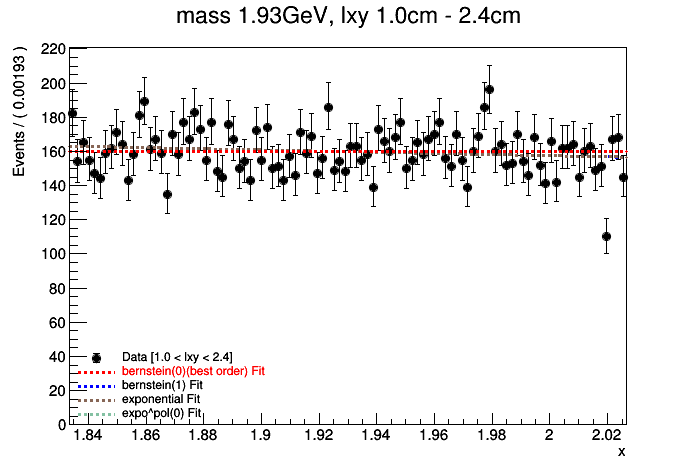 mass 1.93GeV, lxy 1.0cm - 2.4cm
Events / ( 0.00193 )
220
200
180
160
140
120
100
80
60
40
20
0
Data [1.0 < lxy < 2.4]
bernstein(0)(best order) Fit
bernstein(1) Fit
exponential Fit
expo^pol(0) Fit
1.84 1.86 1.88 1.9 1.92 1.94 1.96 1.98 2 2.02
x